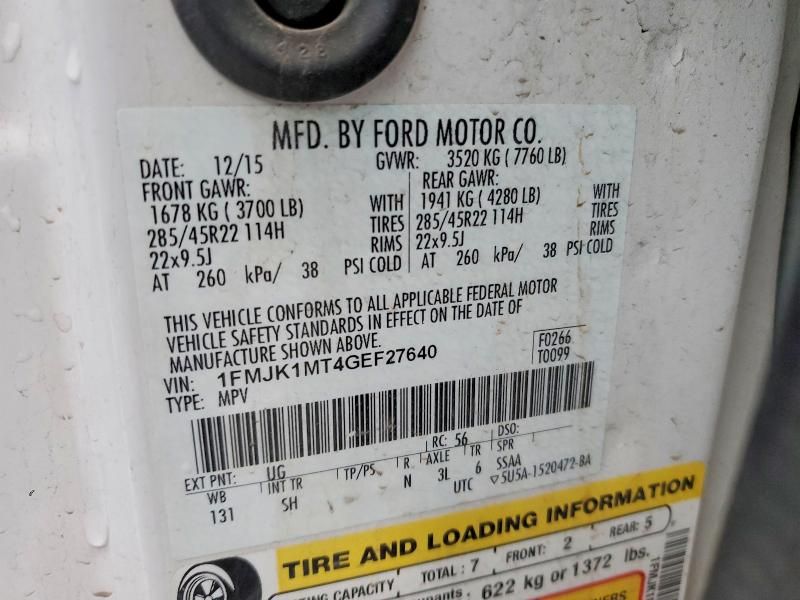 428
MFD. BY FORD MOTOR CO.
DATE: 12/15 GVWR: 3520 KG ( 7760 LB)
FRONT GAWR: REAR GAWR:
1678 KG ( 3700 LB) WITH 1941 KG ( 4280 LB) WITH
285/45R22 114H TIRES 285/45R22 114H TIRES
22x9.5J RIMS 22x9.5J RIMS
AT 260 kPa/ 38 PSI COLD AT 260 kPa/ 38 PSI COLD
THIS VEHICLE CONFORMS TO ALL APPLICABLE FEDERAL MOTOR
VEHICLE SAFETY STANDARDS IN EFFECT ON THE DATE OF
MANUFACTURE SHOWN ABOVE. F0266
VIN: 1FMJK1MT4GEF27640 T0099
TYPE: MPV
EXT PNT: UG RC: 56 DSO:
WB INT TR TP/PS R AXLE TR SPR
131 SH N 3L 6 SSAA
UTC ▽5U5A-1520472-BA
TIRE AND LOADING INFORMATION
CAPACITY TOTAL : 7 FRONT: 2 REAR: 5
622 kg or 1372 lbs.